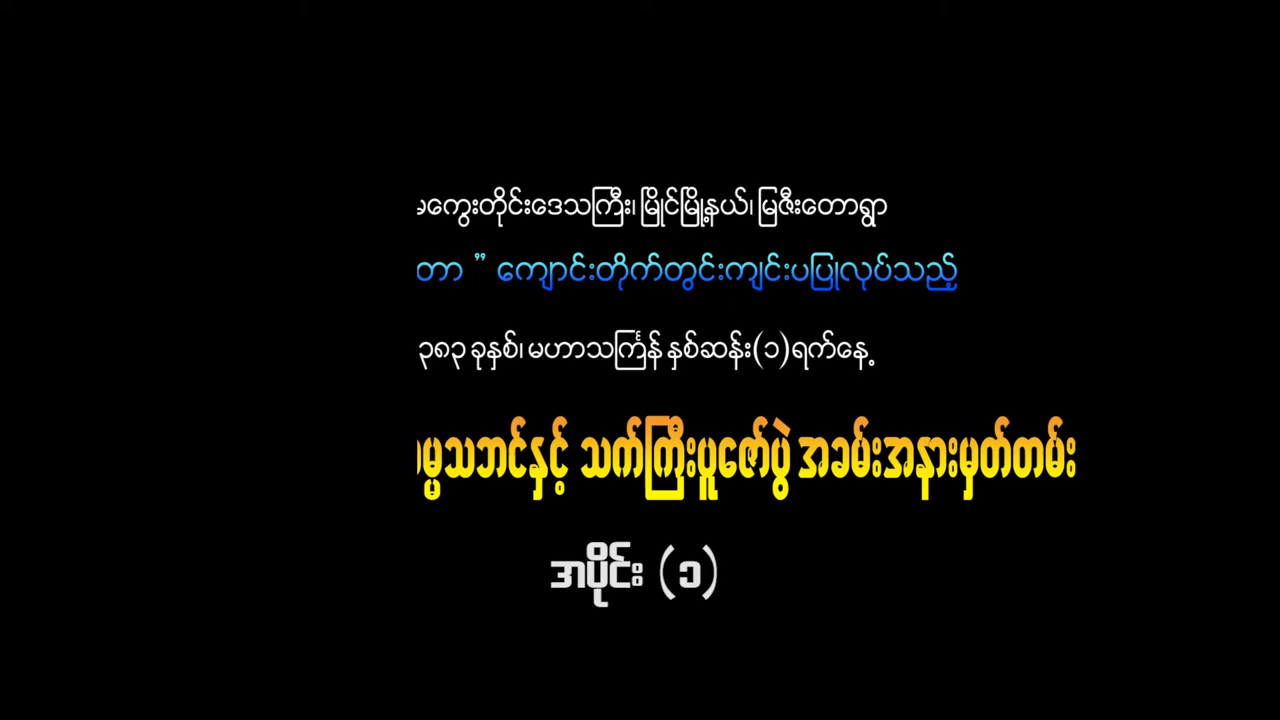 ကွေးတိုင်းဒေသကြီး၊ မြိုင်မြို့နယ်၊ မြဇီးတောရွာ
တာ ” ကျောင်းတိုက်တွင်းကျင်းပပြုလုပ်သည့်
၃၈၃ ခုနှစ်၊ မဟာသင်္ကြန် နှစ်ဆန်း(၁)ရက်နေ့
မ္မသဘင်နှင့် သက်ကြီးပူဇော်ပွဲ အခမ်းအနားမှတ်တမ်း
အပိုင်း (၁)